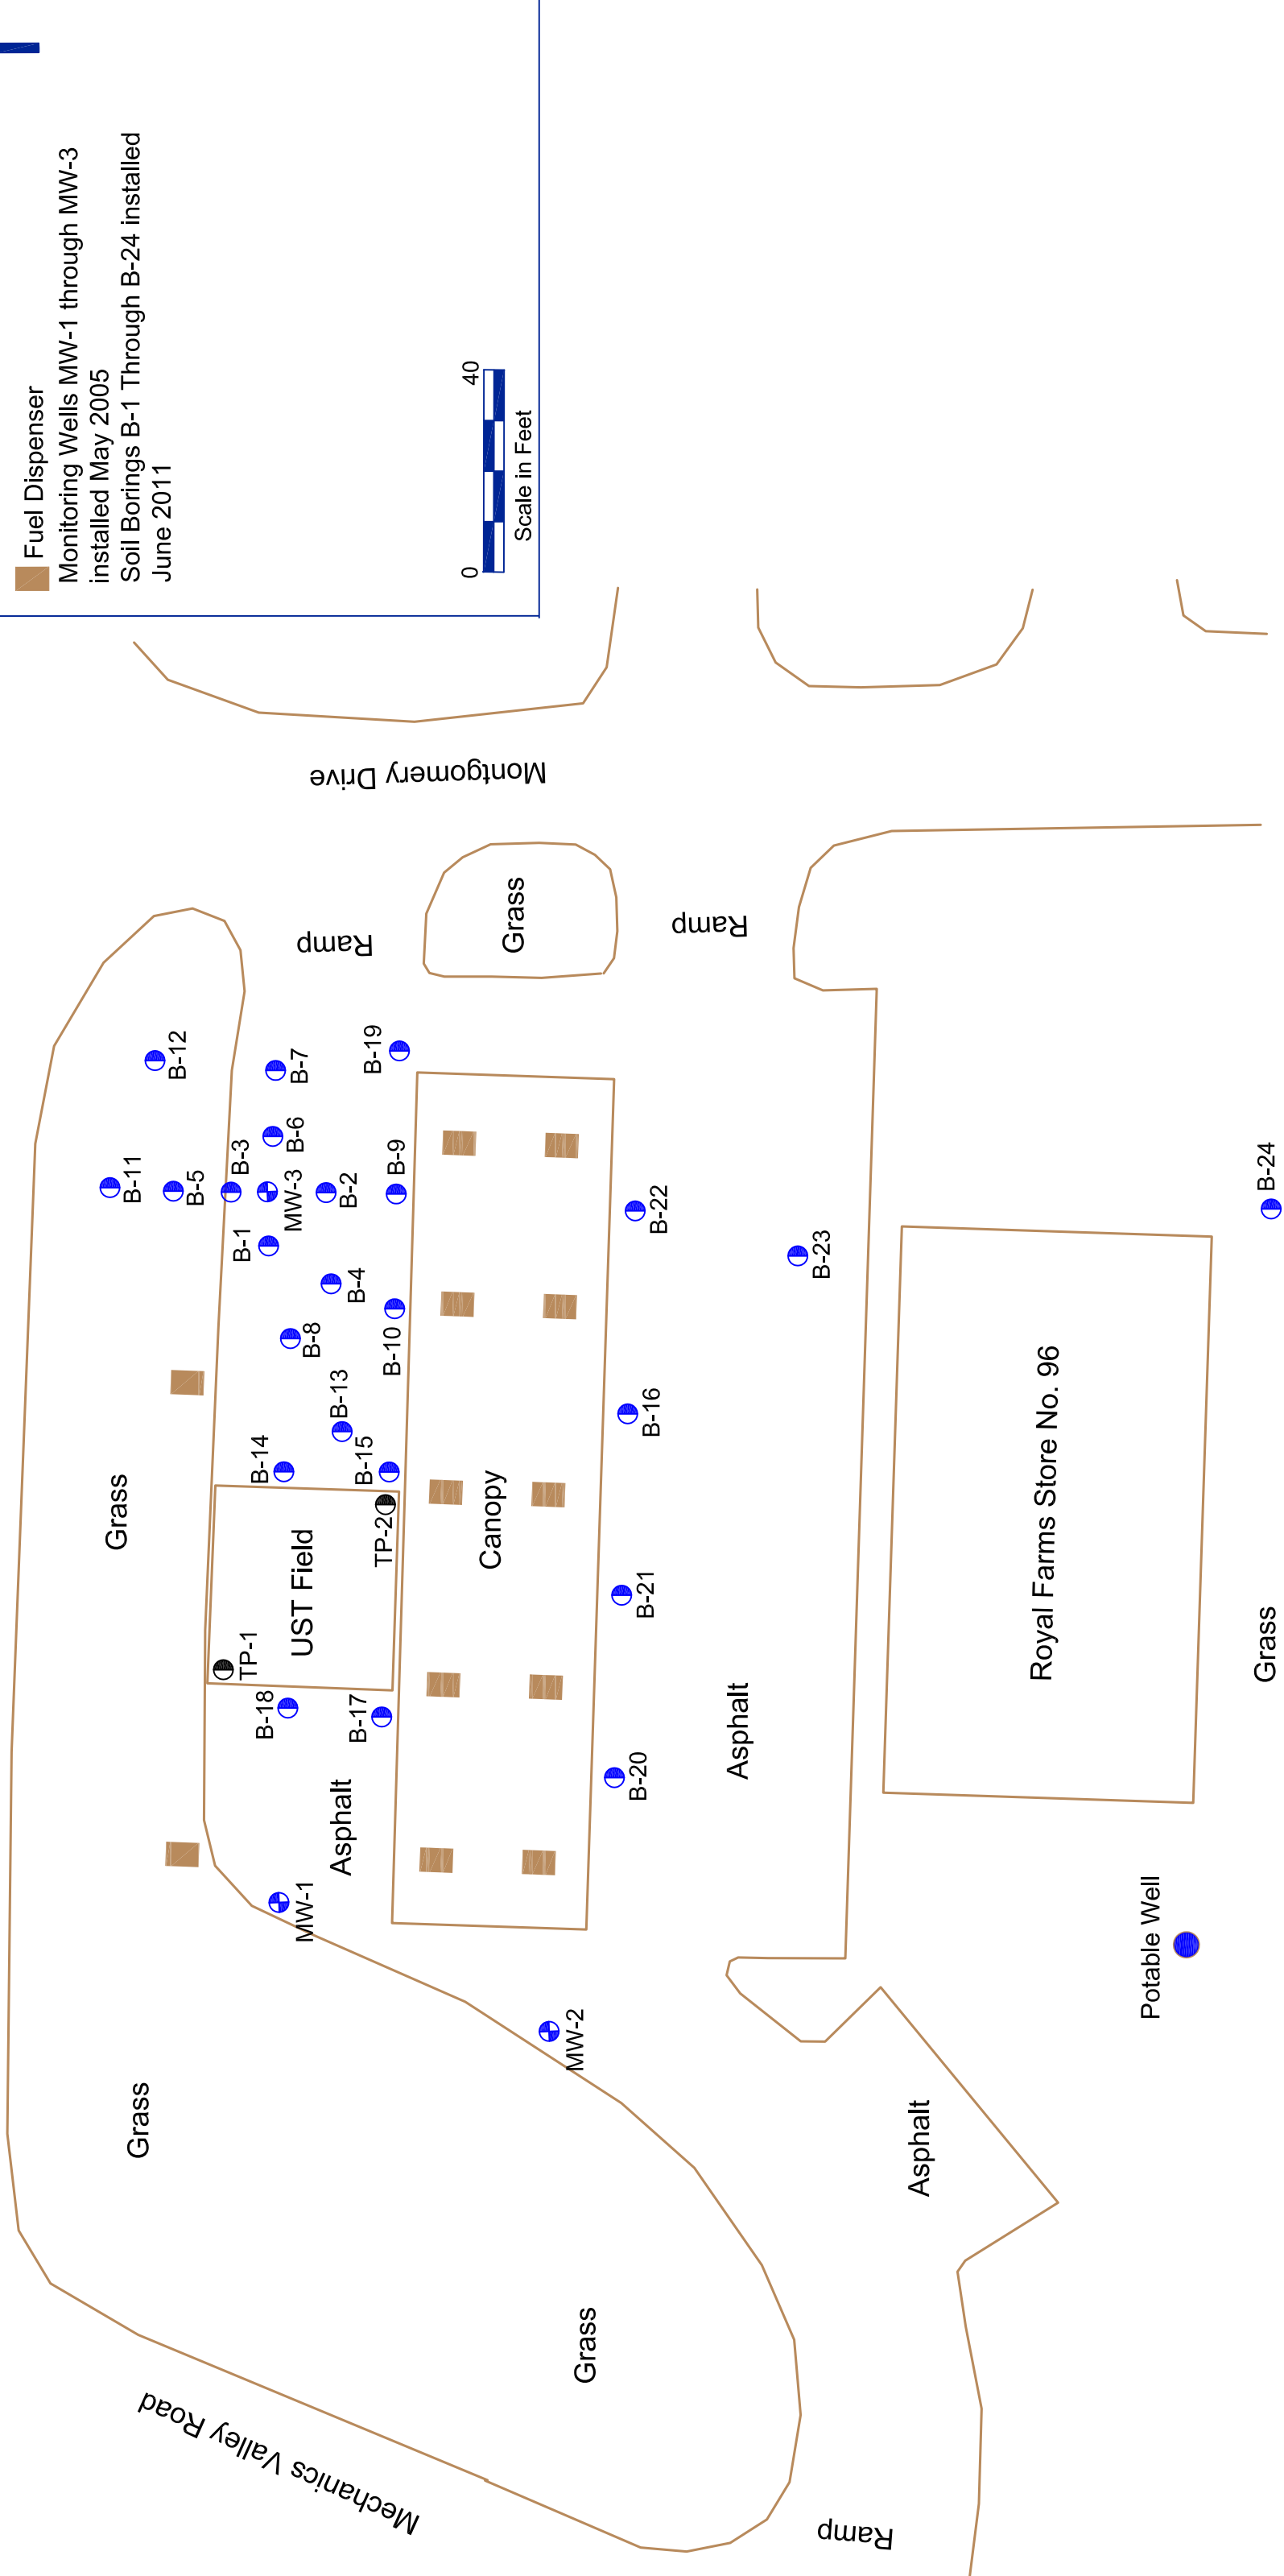 Fuel Dispenser
Monitoring Wells MW-1 through MW-3
installed May 2005
Soil Borings B-1 Through B-24 installed
June 2011
0
40
Scale in Feet
Montgomery Drive
Ramp
Grass
Ramp
B-12
B-7
B-19
B-11
B-5
B-3
B-6
MW-3
B-2
B-9
B-1
B-4
B-8
B-10
B-22
B-23
B-24
B-13
B-14
B-15
B-16
Grass
TP-2
UST Field
TP-1
Canopy
B-21
Royal Farms Store No. 96
Grass
B-18
B-17
B-20
Asphalt
Asphalt
MW-1
MW-2
Potable Well
Grass
Asphalt
Grass
Mechanics Valley Road
Ramp